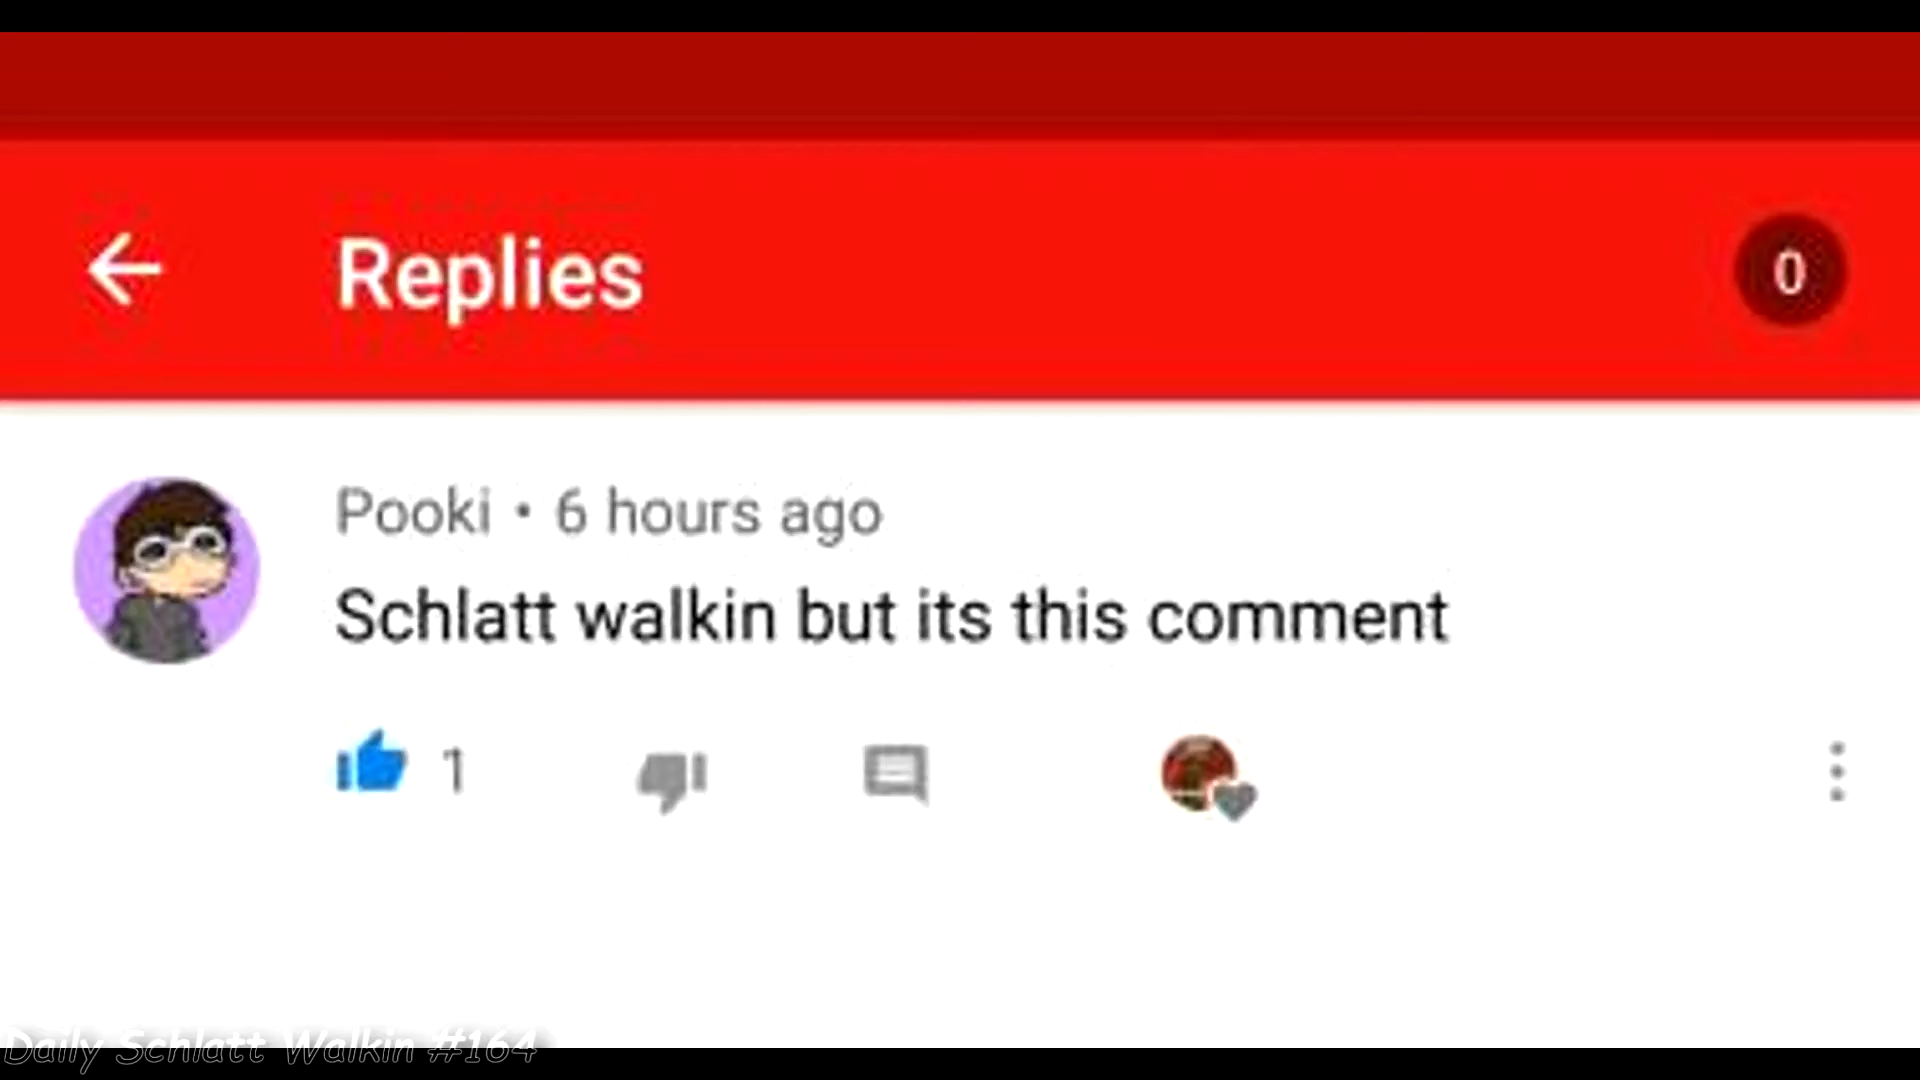 Replies
0
Pooki • 6 hours ago
Schlatt walkin but its this comment
1
Daily Schlatt Walkin #164